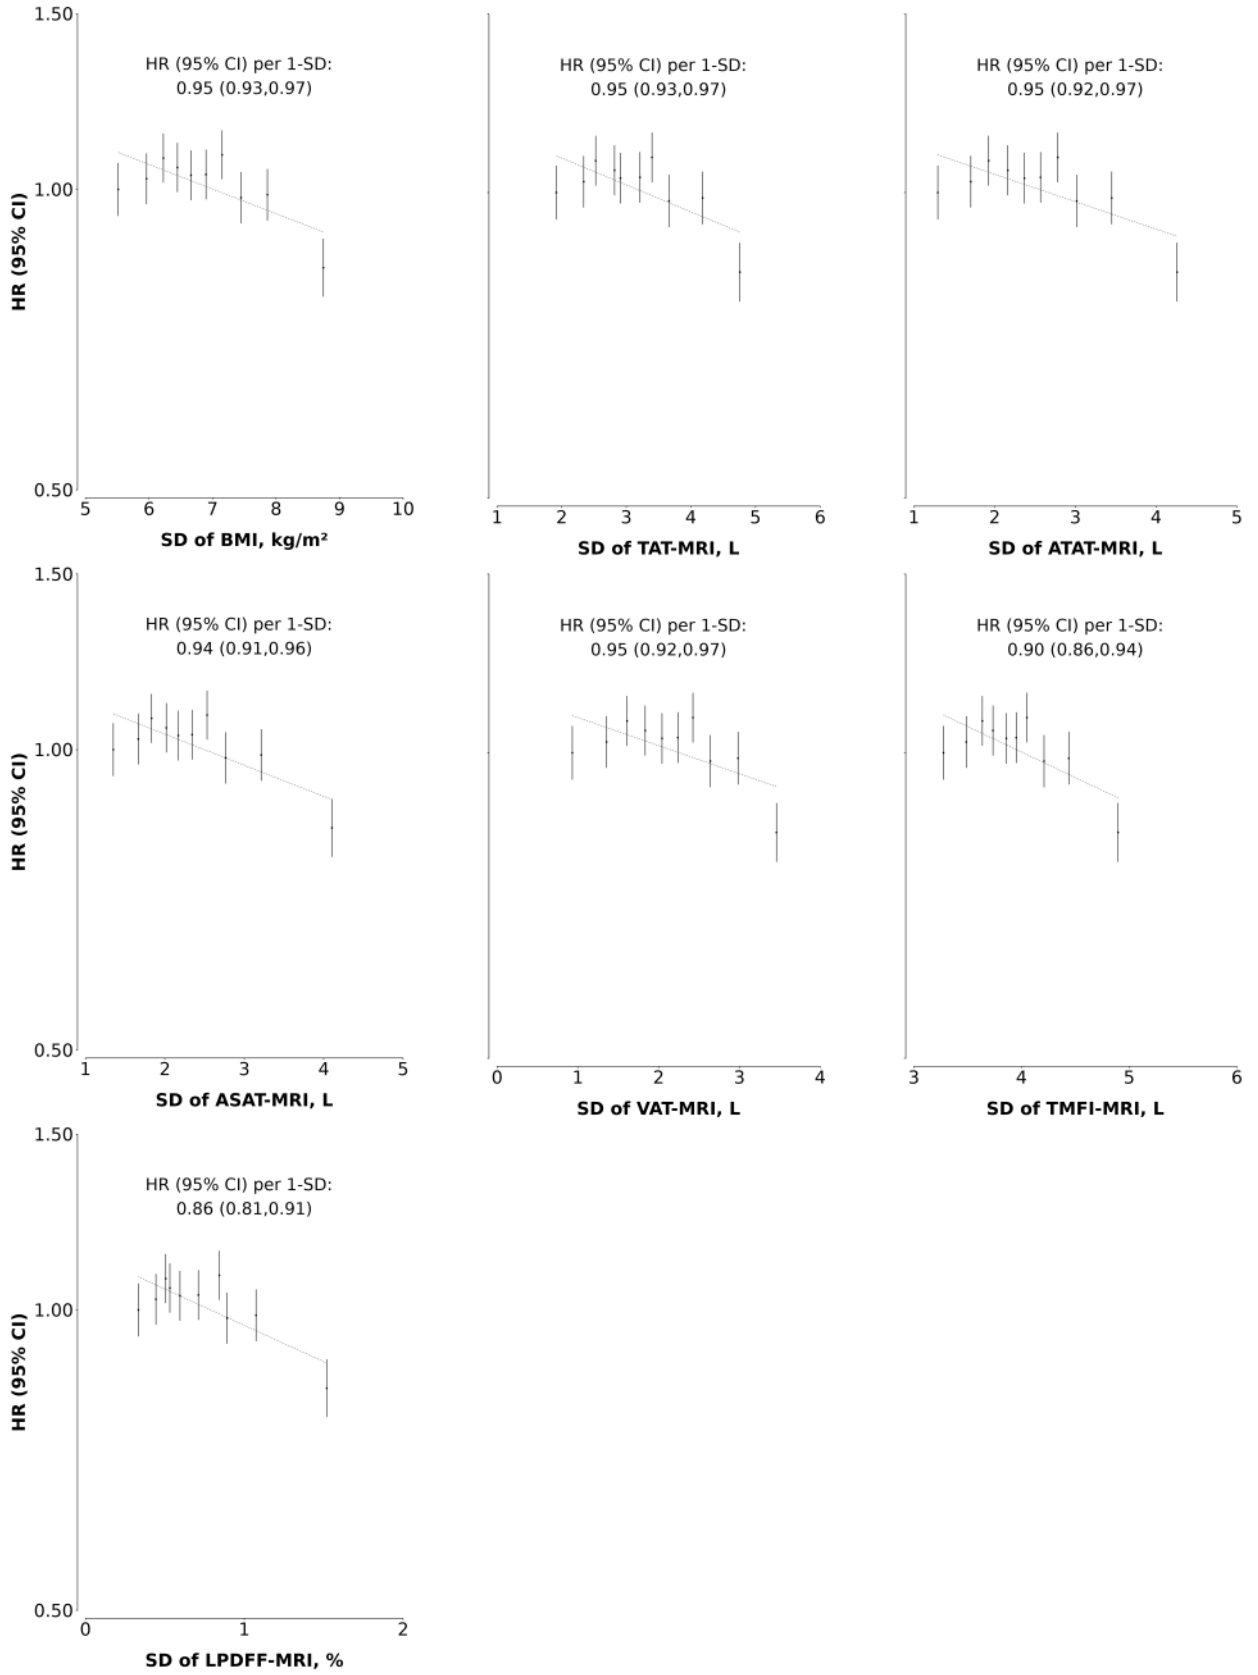 1.50
HR (95% CI) per 1-SD:
0.95 (0.93,0.97)
1.00
HR (95% CI)
0.50
5 6 7 8 9 10
SD of BMI, kg/m²
HR (95% CI) per 1-SD:
0.95 (0.93,0.97)
1 2 3 4 5 6
SD of TAT-MRI, L
HR (95% CI) per 1-SD:
0.95 (0.92,0.97)
1 2 3 4 5
SD of ATAT-MRI, L
1.50
HR (95% CI) per 1-SD:
0.94 (0.91,0.96)
1.00
HR (95% CI)
0.50
1 2 3 4 5
SD of ASAT-MRI, L
HR (95% CI) per 1-SD:
0.95 (0.92,0.97)
0 1 2 3 4
SD of VAT-MRI, L
HR (95% CI) per 1-SD:
0.90 (0.86,0.94)
3 4 5 6
SD of TMFI-MRI, L
1.50
HR (95% CI) per 1-SD:
0.86 (0.81,0.91)
1.00
HR (95% CI)
0.50
0 1 2
SD of LPDFF-MRI, %